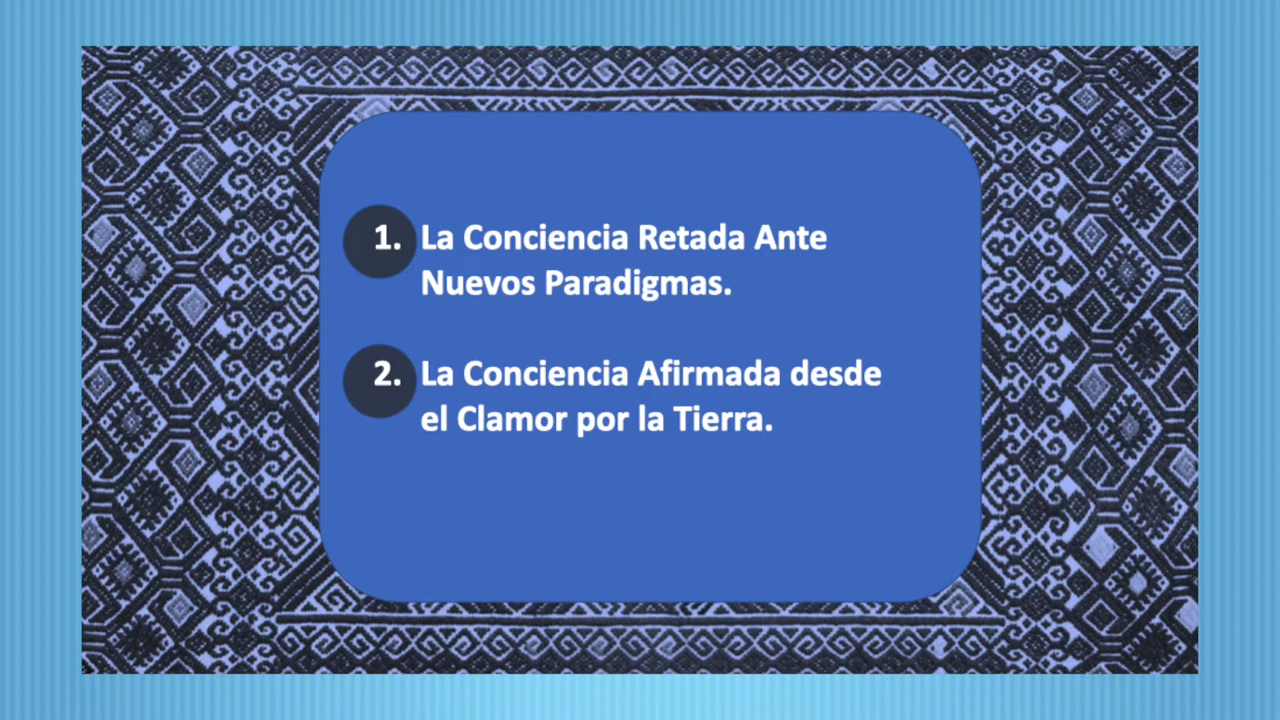 1. La Conciencia Retada Ante
Nuevos Paradigmas.
2. La Conciencia Afirmada desde
el Clamor por la Tierra.